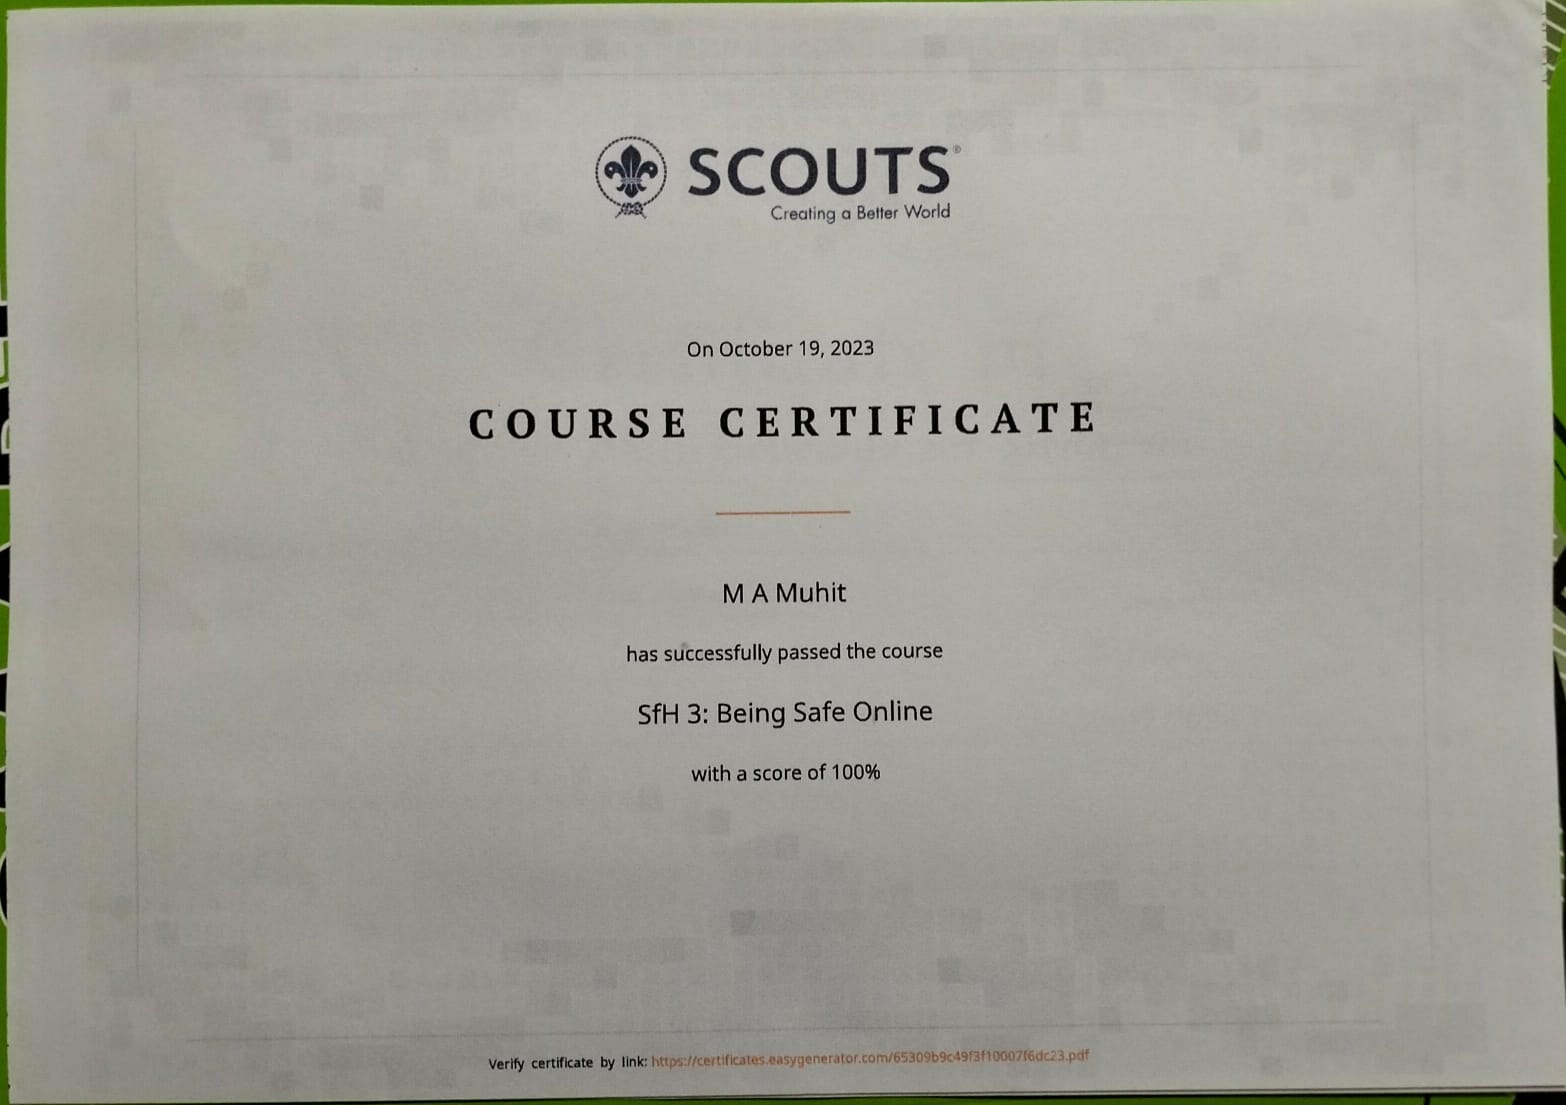 SCOUTS®
Creating a Better World
On October 19, 2023
COURSE CERTIFICATE
M A Muhit
has successfully passed the course
SfH 3: Being Safe Online
with a score of 100%
Verify certificate by link: https://certificates.easygenerator.com/65309b9c49f3f10007f6dc23.pdf